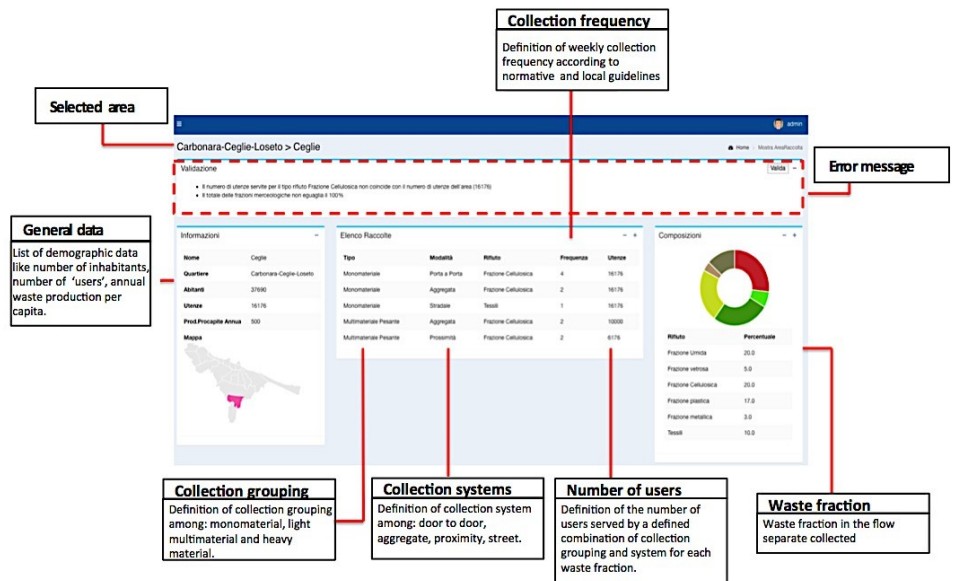 Collection frequency
Definition of weekly collection
frequency according to
normative and local guidelines
Selected area
admin
Carbonara-Ceglie-Loseto > Ceglie
Home
Mostra AreaRaccolta
Error message
Validazione
Valida
Il numero di utenze servite per il tipo rifiuto Frazione Cellulosica non coincide con il numero di utenze dell'area (16176)
Il totale delle frazioni merceologiche non eguaglia il 100%
General data
List of demographic data
like number of inhabitants,
number of ‘users’, annual
waste production per
capita.
Informazioni
Nome Ceglie
Quartiere Carbonara-Ceglie-Loseto
Abitanti 37690
Utenze 16176
Prod.Procapite Annua 500
Mappa
Elenco Raccolte
Tipo Modalità Rifiuto Frequenza Utenze
Monomateriale Porta a Porta Frazione Cellulosica 4 16176
Monomateriale Aggregata Frazione Cellulosica 2 16176
Monomateriale Stradale Tessili 1 16176
Multimateriale Pesante Aggregata Frazione Cellulosica 2 10000
Multimateriale Pesante Prossimità Frazione Cellulosica 2 6176
Composizioni
Rifiuto Percentuale
Frazione Umida 20.0
Frazione vetrosa 5.0
Frazione Cellulosica 20.0
Frazione plastica 17.0
Frazione metallica 3.0
Tessili 10.0
Collection grouping
Definition of collection grouping
among: monomaterial, light
multimaterial and heavy
material.
Collection systems
Definition of collection system
among: door to door,
aggregate, proximity, street.
Number of users
Definition of the number of
users served by a defined
combination of collection
grouping and system for each
waste fraction.
Waste fraction
Waste fraction in the flow
separate collected